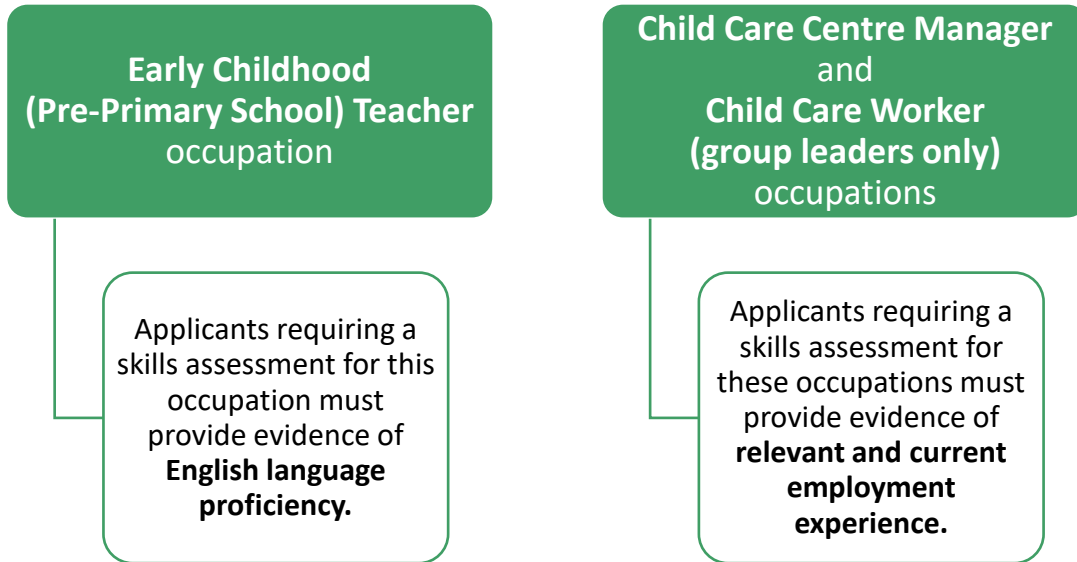 Early Childhood
(Pre-Primary School) Teacher
occupation
Applicants requiring a
skills assessment for this
occupation must
provide evidence of
English language
proficiency.
Child Care Centre Manager
and
Child Care Worker
(group leaders only)
occupations
Applicants requiring a
skills assessment for
these occupations must
provide evidence of
relevant and current
employment
experience.